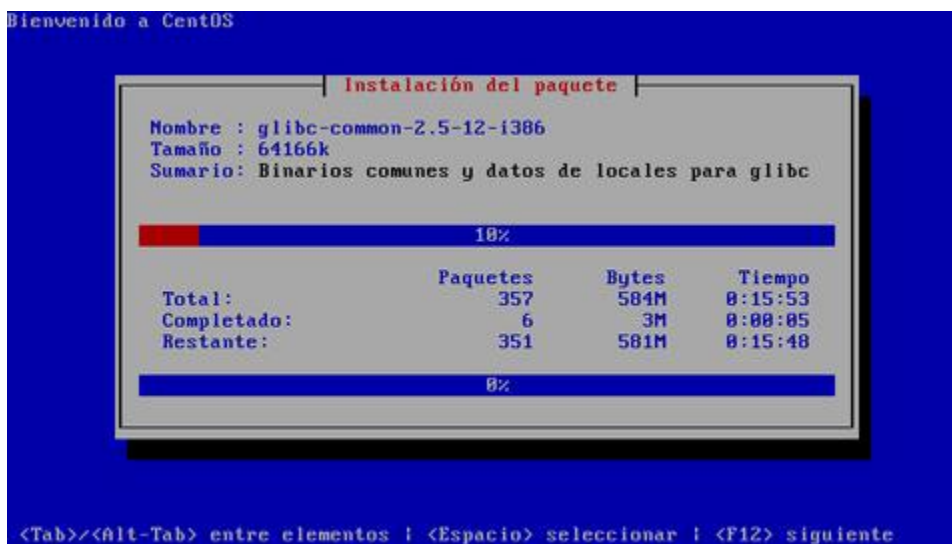 Bienvenido a CentOS
Instalación del paquete
Nombre : glibc-common-2.5-12-i386
Tamaño : 64166k
Sumario: Binarios comunes y datos de locales para glibc
10%
Paquetes Bytes Tiempo
Total: 357 584M 0:15:53
Completado: 6 3M 0:00:05
Restante: 351 581M 0:15:48
0%
<Tab>/<Alt-Tab> entre elementos | <Espacio> seleccionar | <F12> siguiente